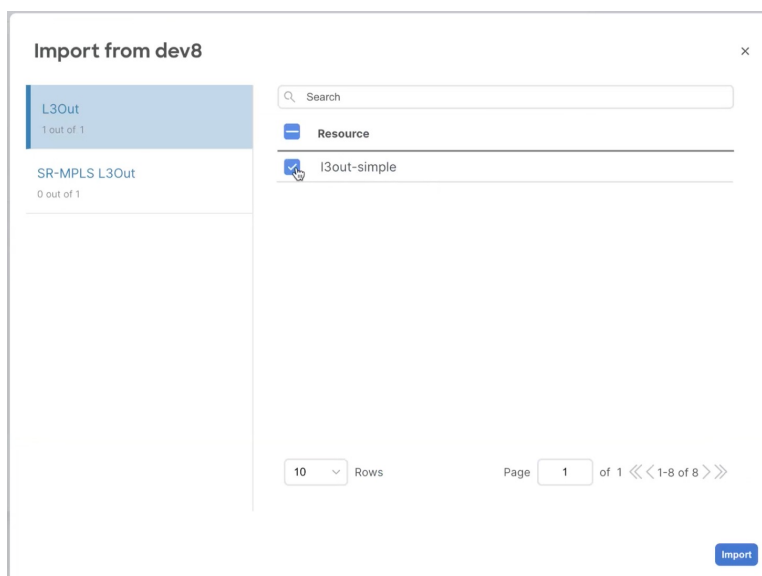 Import from dev8
L3Out
1 out of 1
SR-MPLS L3Out
0 out of 1
Search
Resource
l3out-simple
10 Rows Page 1 of 1 1-8 of 8
Import